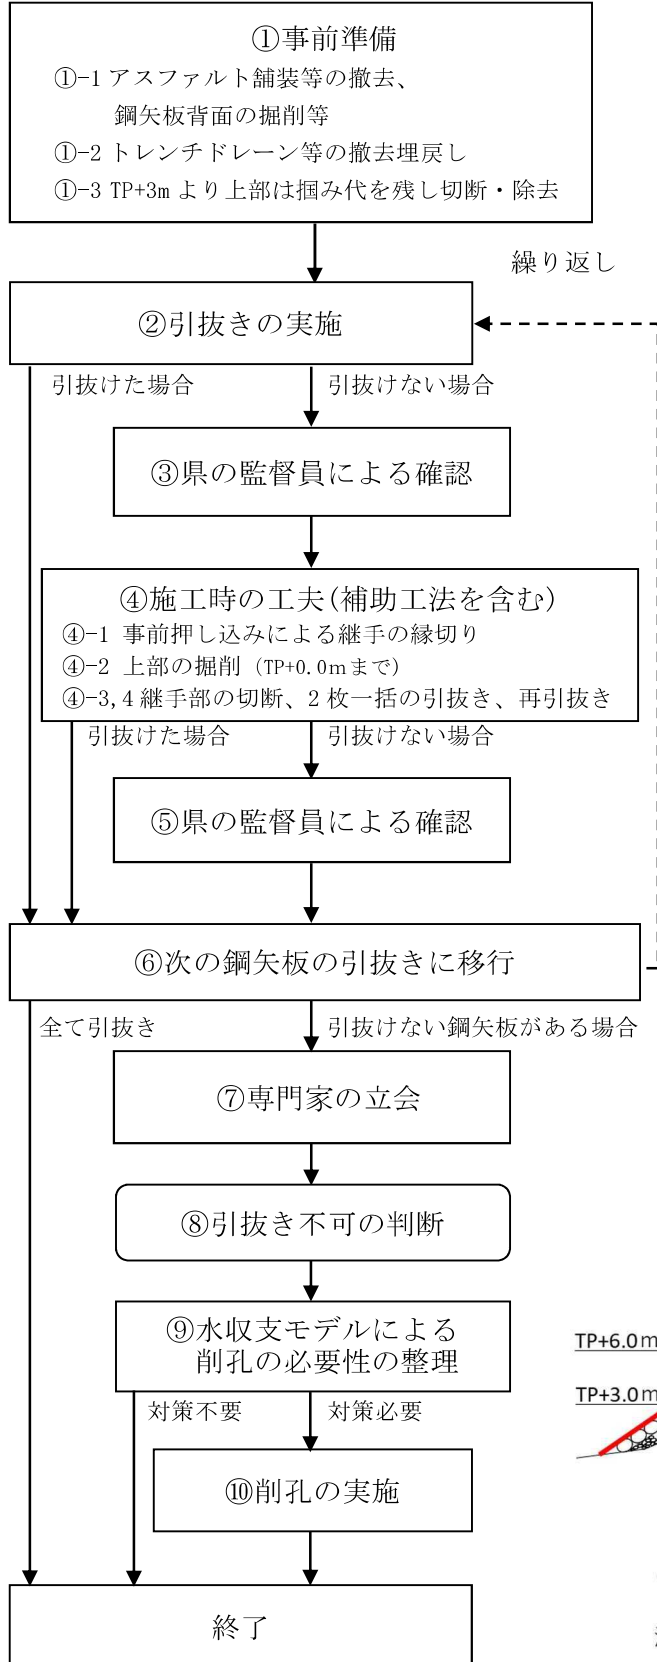 ①事前準備
①-1 アスファルト舗装等の撤去、
鋼矢板背面の掘削等
①-2 トレンチドレーン等の撤去埋戻し
①-3 TP+3m より上部は掴み代を残し切断・除去
繰り返し
②引抜きの実施
引抜けた場合
引抜けない場合
③県の監督員による確認
④施工時の工夫(補助工法を含む)
④-1 事前押し込みによる継手の縁切り
④-2 上部の掘削 (TP+0.0mまで)
④-3,4 継手部の切断、2 枚一括の引抜き、再引抜き
引抜けた場合
引抜けない場合
⑤県の監督員による確認
⑥次の鋼矢板の引抜きに移行
全て引抜き
引抜けない鋼矢板がある場合
⑦専門家の立会
⑧引抜き不可の判断
⑨水収支モデルによる
削孔の必要性の整理
TP+6.0m
TP+3.0m
対策不要
対策必要
⑩削孔の実施
終了